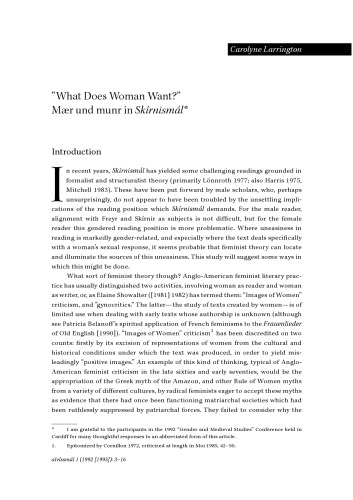 Carolyne Larrington
"What Does Woman Want?"
Mær und munr in Skírnismál*
Introduction
In recent years, Skírnismál has yielded some challenging readings grounded in
formalist and structuralist theory (primarily Lönnroth 1977; also Harris 1975,
Mitchell 1983). These have been put forward by male scholars, who, perhaps
unsurprisingly, do not appear to have been troubled by the unsettling impli-
cations of the reading position which Skírnismál demands. For the male reader,
alignment with Freyr and Skírnir as subjects is not difficult, but for the female
reader this gendered reading position is more problematic. Where uneasiness in
reading is markedly gender-related, and especially where the text deals specifically
with a woman's sexual response, it seems probable that feminist theory can locate
and illuminate the sources of this uneasiness. This study will suggest some ways in
which this might be done.
What sort of feminist theory though? Anglo-American feminist literary prac-
tice has usually distinguished two activities, involving woman as reader and woman
as writer, or, as Elaine Showalter ([1981] 1982) has termed them: "Images of Women"
criticism, and "gynocritics." The latter—the study of texts created by women—is of
limited use when dealing with early texts whose authorship is unknown (although
see Patricia Belanoff's spirited application of French feminisms to the Frauenlieder
of Old English [1990]). "Images of Women" criticism¹ has been discredited on two
counts: firstly by its excision of representations of women from the cultural and
historical conditions under which the text was produced, in order to yield mis-
leadingly "positive images." An example of this kind of thinking, typical of Anglo-
American feminist criticism in the late sixties and early seventies, would be the
appropriation of the Greek myth of the Amazon, and other Rule of Women myths
from a variety of different cultures, by radical feminists eager to accept these myths
as evidence that there had once been functioning matriarchal societies which had
been ruthlessly suppressed by patriarchal forces. They failed to consider why the
* I am grateful to the participants in the 1992 "Gender and Medieval Studies" Conference held in
Cardiff for many thoughtful responses to an abbreviated form of this article.
1. Epitomized by Cornillon 1972, criticized at length in Moi 1985, 42–50.
alvíssmál 1 (1992 [1993]): 3–16